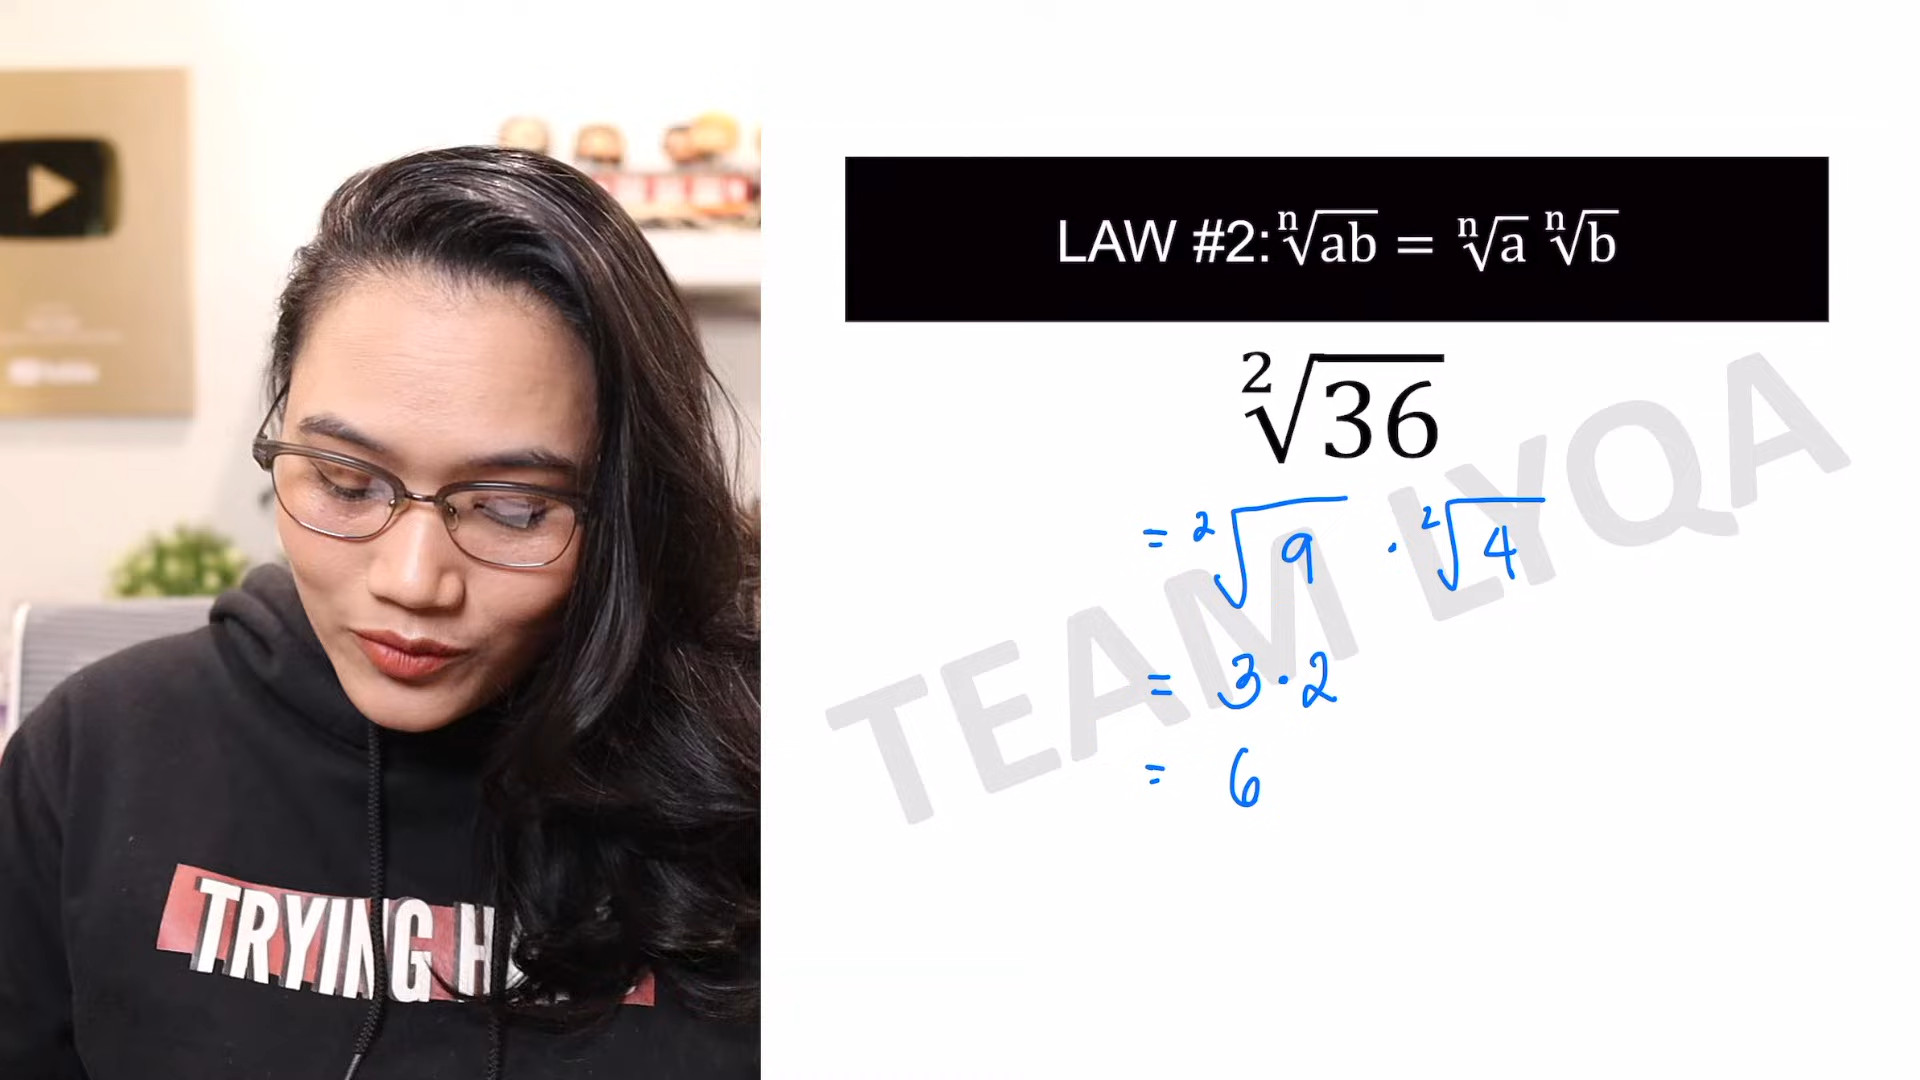 LAW #2: ⁿ√ab = ⁿ√a ⁿ√b
²√36
= ²√9 · ²√4
= 3·2
= 6
TEAM LYQA
TRYING